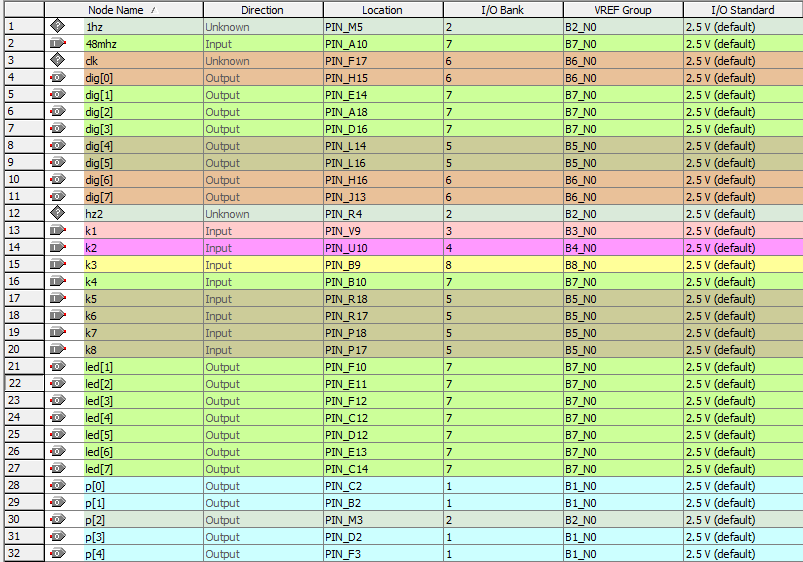 Node Name Direction Location I/O Bank VREF Group I/O Standard
1 1hz Unknown PIN_M5 2 B2_N0 2.5 V (default)
2 48mhz Input PIN_A10 7 B7_N0 2.5 V (default)
3 clk Unknown PIN_F17 6 B6_N0 2.5 V (default)
4 dig[0] Output PIN_H15 6 B6_N0 2.5 V (default)
5 dig[1] Output PIN_E14 7 B7_N0 2.5 V (default)
6 dig[2] Output PIN_A18 7 B7_N0 2.5 V (default)
7 dig[3] Output PIN_D16 7 B7_N0 2.5 V (default)
8 dig[4] Output PIN_L14 5 B5_N0 2.5 V (default)
9 dig[5] Output PIN_L16 5 B5_N0 2.5 V (default)
10 dig[6] Output PIN_H16 6 B6_N0 2.5 V (default)
11 dig[7] Output PIN_J13 6 B6_N0 2.5 V (default)
12 hz2 Unknown PIN_R4 2 B2_N0 2.5 V (default)
13 k1 Input PIN_V9 3 B3_N0 2.5 V (default)
14 k2 Input PIN_U10 4 B4_N0 2.5 V (default)
15 k3 Input PIN_B9 8 B8_N0 2.5 V (default)
16 k4 Input PIN_B10 7 B7_N0 2.5 V (default)
17 k5 Input PIN_R18 5 B5_N0 2.5 V (default)
18 k6 Input PIN_R17 5 B5_N0 2.5 V (default)
19 k7 Input PIN_P18 5 B5_N0 2.5 V (default)
20 k8 Input PIN_P17 5 B5_N0 2.5 V (default)
21 led[1] Output PIN_F10 7 B7_N0 2.5 V (default)
22 led[2] Output PIN_E11 7 B7_N0 2.5 V (default)
23 led[3] Output PIN_F12 7 B7_N0 2.5 V (default)
24 led[4] Output PIN_C12 7 B7_N0 2.5 V (default)
25 led[5] Output PIN_D12 7 B7_N0 2.5 V (default)
26 led[6] Output PIN_E13 7 B7_N0 2.5 V (default)
27 led[7] Output PIN_C14 7 B7_N0 2.5 V (default)
28 p[0] Output PIN_C2 1 B1_N0 2.5 V (default)
29 p[1] Output PIN_B2 1 B1_N0 2.5 V (default)
30 p[2] Output PIN_M3 2 B2_N0 2.5 V (default)
31 p[3] Output PIN_D2 1 B1_N0 2.5 V (default)
32 p[4] Output PIN_F3 1 B1_N0 2.5 V (default)